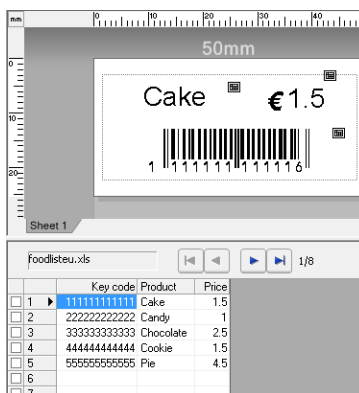 mm 0 10 20 30 40
50mm
0
Cake €1.5
10
1 111111 111116
20
Sheet 1
foodlisteu.xls 1/8
Key code Product Price
1 111111111111 Cake 1.5
2 222222222222 Candy 1
3 333333333333 Chocolate 2.5
4 444444444444 Cookie 1.5
5 555555555555 Pie 4.5
6
7